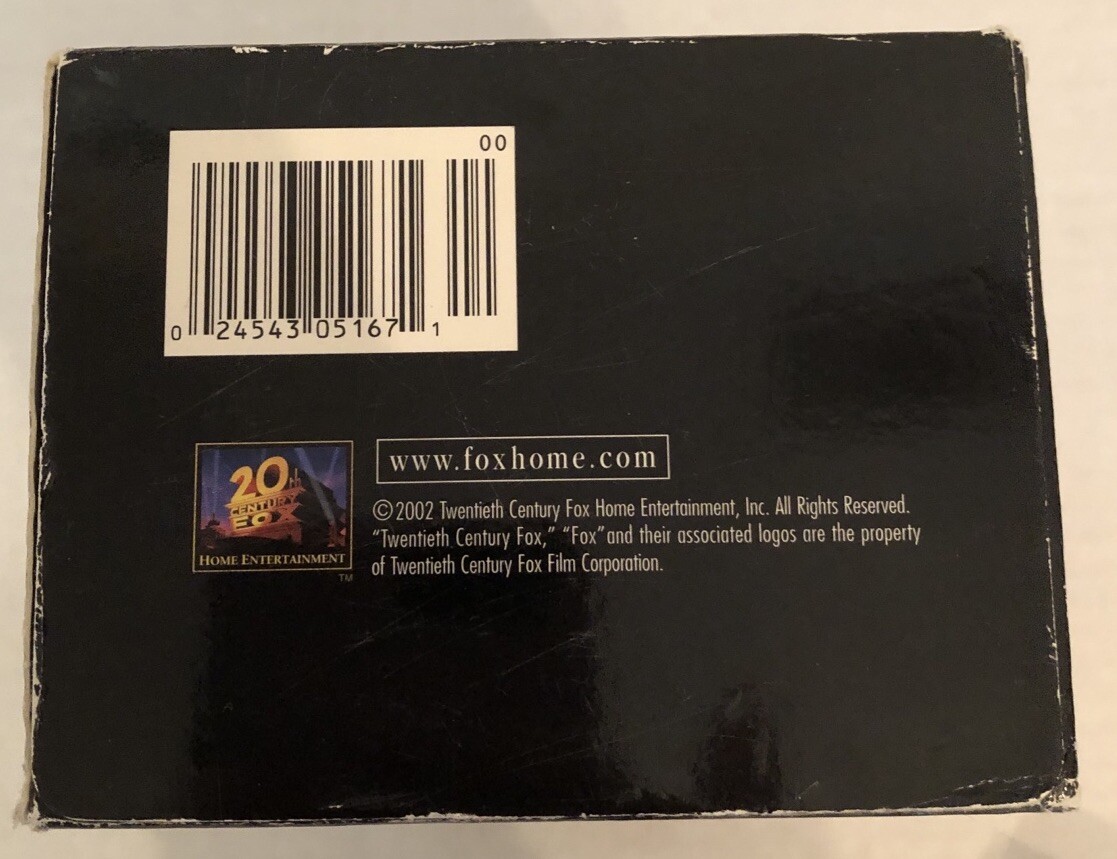 00
0 24543 05167 1
20th
CENTURY
FOX
HOME ENTERTAINMENT
TM
www.foxhome.com
©2002 Twentieth Century Fox Home Entertainment, Inc. All Rights Reserved.
"Twentieth Century Fox," "Fox" and their associated logos are the property
of Twentieth Century Fox Film Corporation.